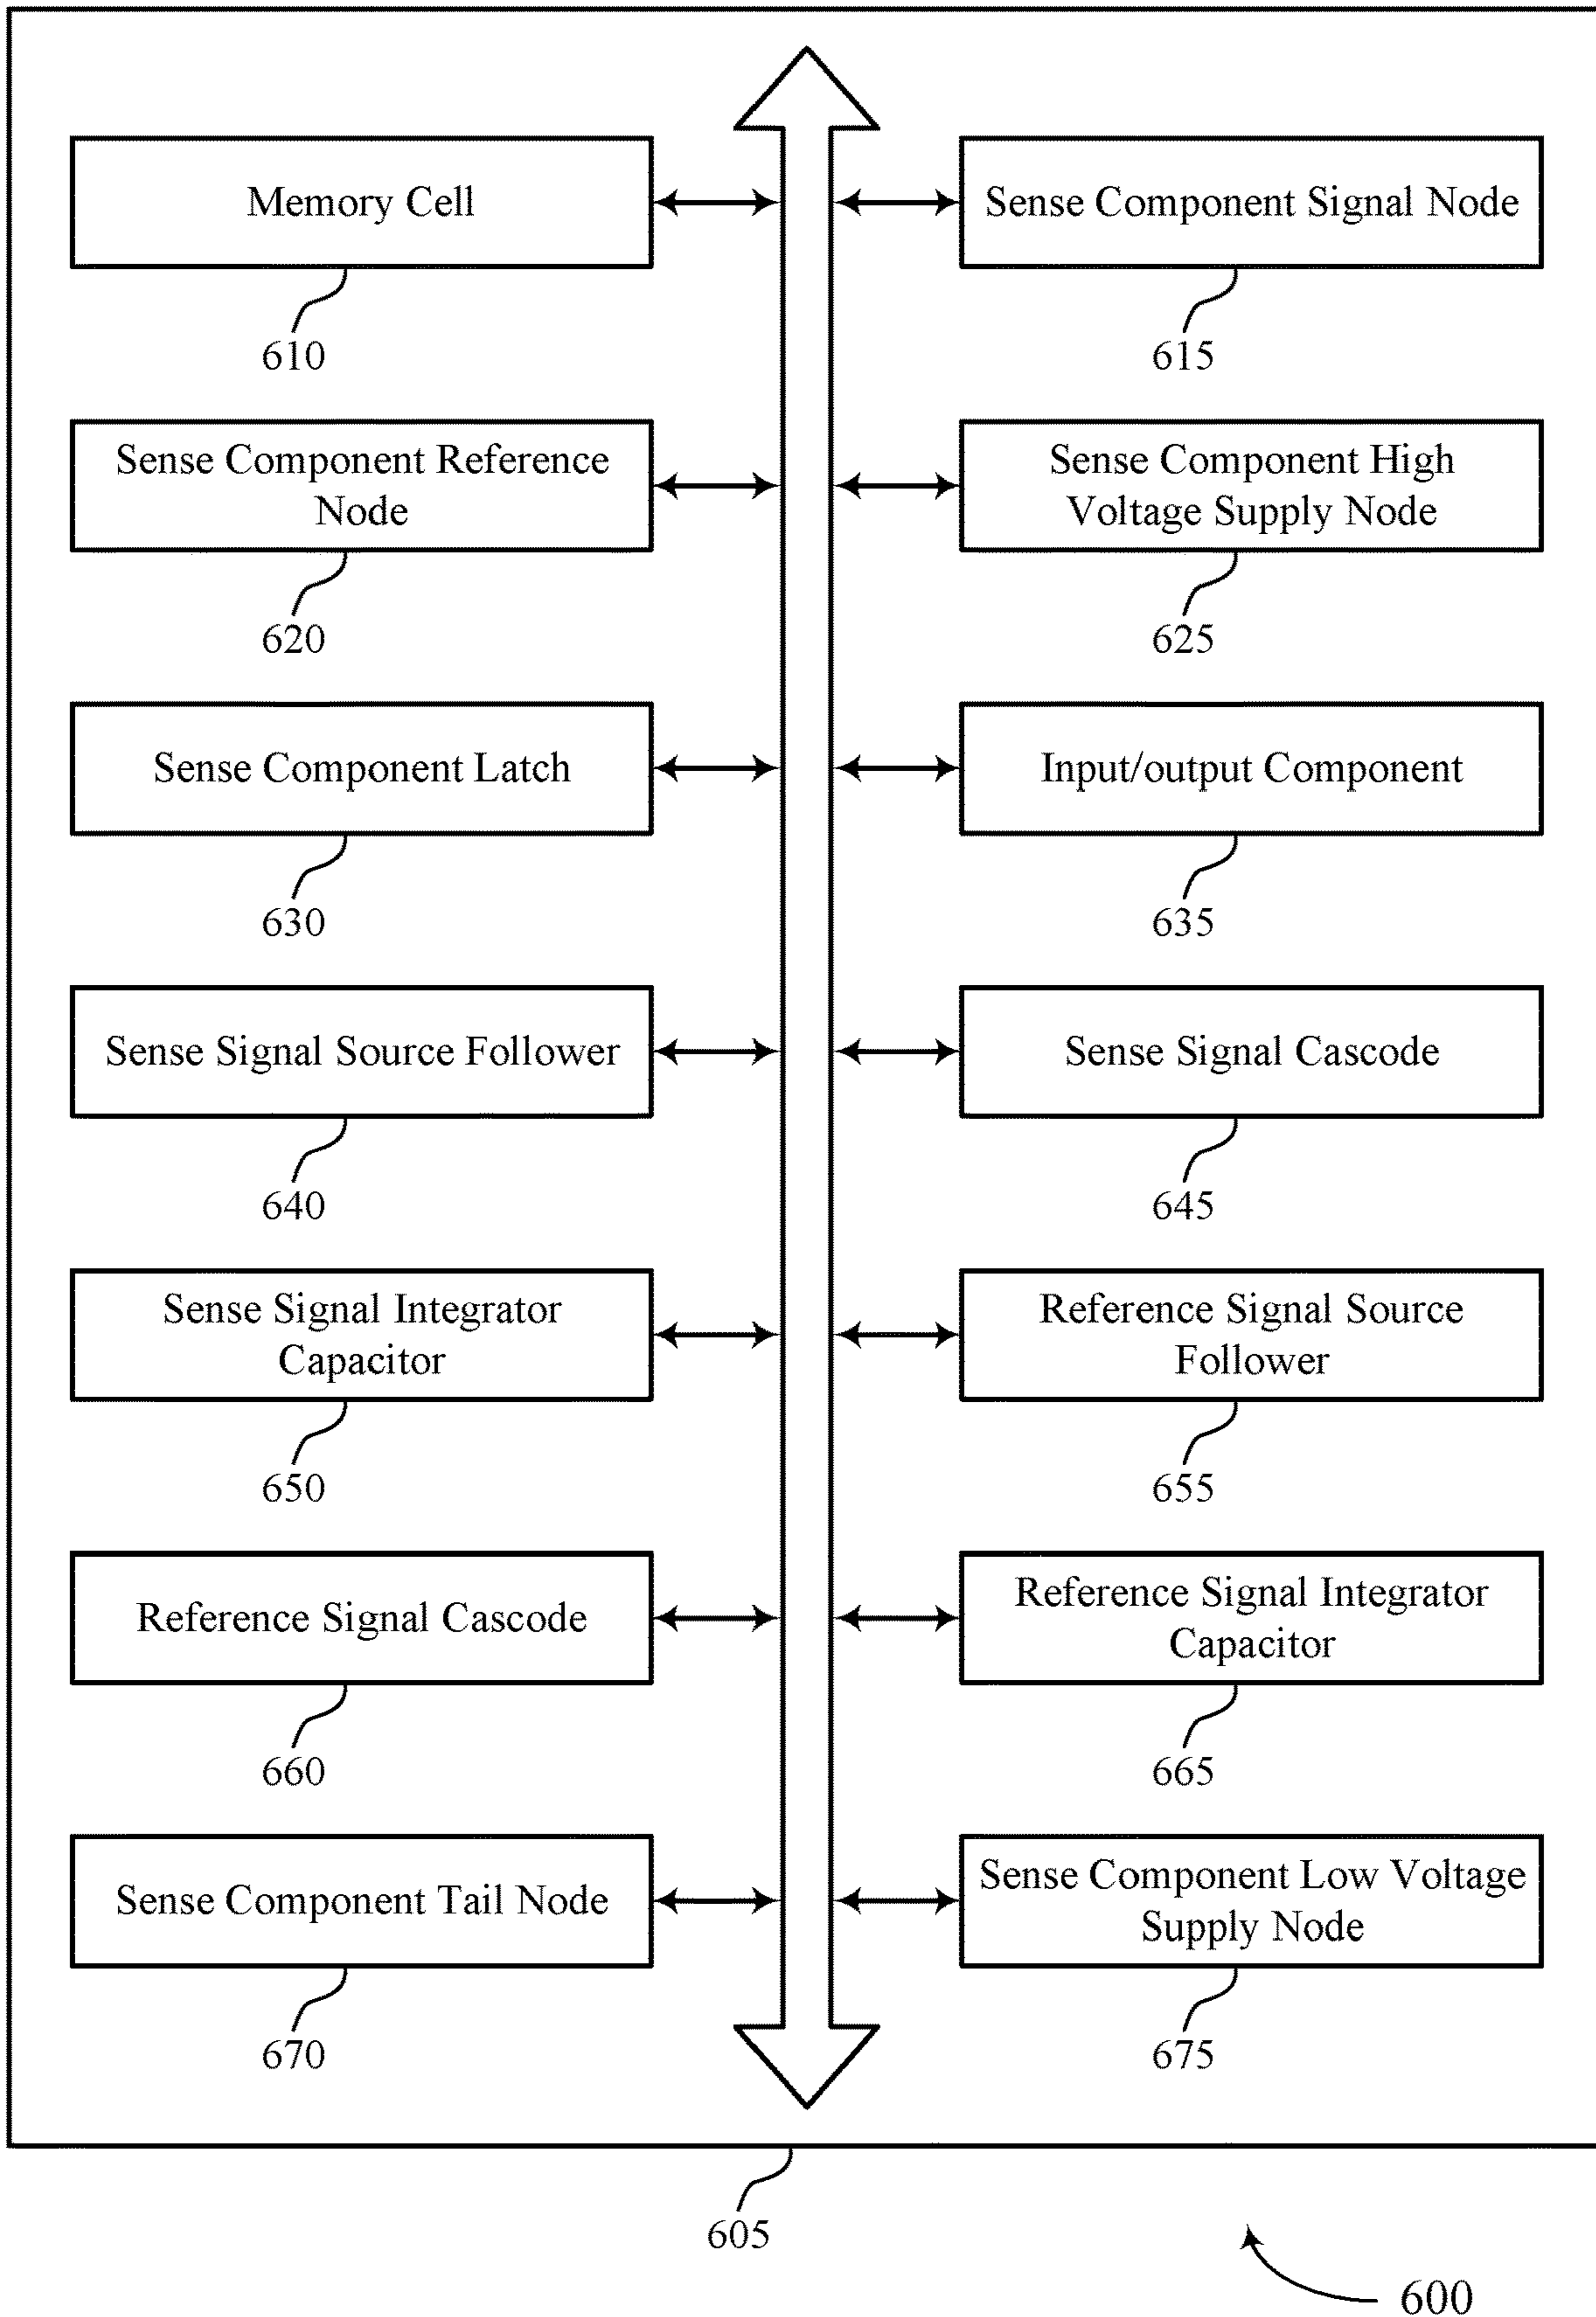 Memory Cell
610
Sense Component Signal Node
615
Sense Component Reference
Node
620
Sense Component High
Voltage Supply Node
625
Sense Component Latch
630
Input/output Component
635
Sense Signal Source Follower
640
Sense Signal Cascode
645
Sense Signal Integrator
Capacitor
650
Reference Signal Source
Follower
655
Reference Signal Cascode
660
Reference Signal Integrator
Capacitor
665
Sense Component Tail Node
670
Sense Component Low Voltage
Supply Node
675
605
600